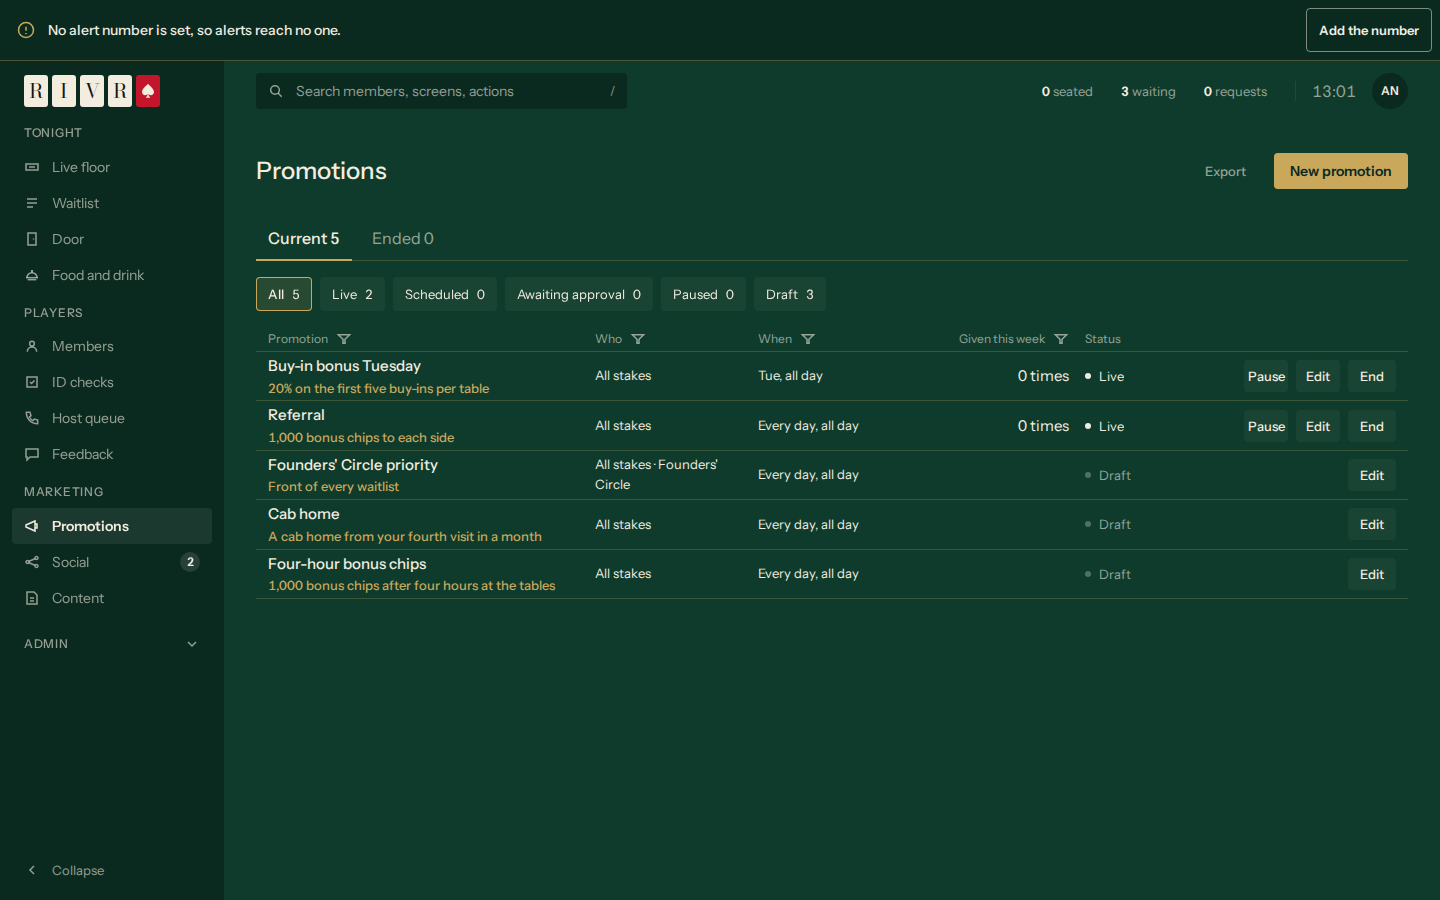 No alert number is set, so alerts reach no one.
Add the number
R I V R
Search members, screens, actions /
0 seated 3 waiting 0 requests 13:01 AN
TONIGHT
Live floor
Waitlist
Door
Food and drink
PLAYERS
Members
ID checks
Host queue
Feedback
MARKETING
Promotions
Social 2
Content
ADMIN
Collapse
Promotions
Export
New promotion
Current 5 Ended 0
All 5 Live 2 Scheduled 0 Awaiting approval 0 Paused 0 Draft 3
Promotion Who When Given this week Status
Buy-in bonus Tuesday
20% on the first five buy-ins per table
All stakes Tue, all day 0 times Live Pause Edit End
Referral
1,000 bonus chips to each side
All stakes Every day, all day 0 times Live Pause Edit End
Founders' Circle priority
Front of every waitlist
All stakes · Founders'
Circle
Every day, all day Draft Edit
Cab home
A cab home from your fourth visit in a month
All stakes Every day, all day Draft Edit
Four-hour bonus chips
1,000 bonus chips after four hours at the tables
All stakes Every day, all day Draft Edit